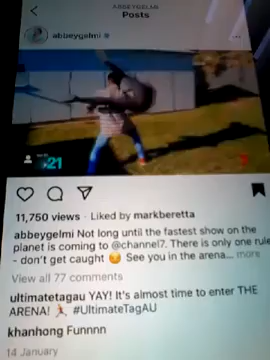 ABBEYGELMI
Posts
abbeygelmi
21
11,750 views · Liked by markberetta
abbeygelmi Not long until the fastest show on the
planet is coming to @channel7. There is only one rule
- don't get caught 😏 See you in the arena... more
View all 77 comments
ultimatetagau YAY! It's almost time to enter THE
ARENA! 🏃 #UltimateTagAU
khanhong Funnnn
14 January